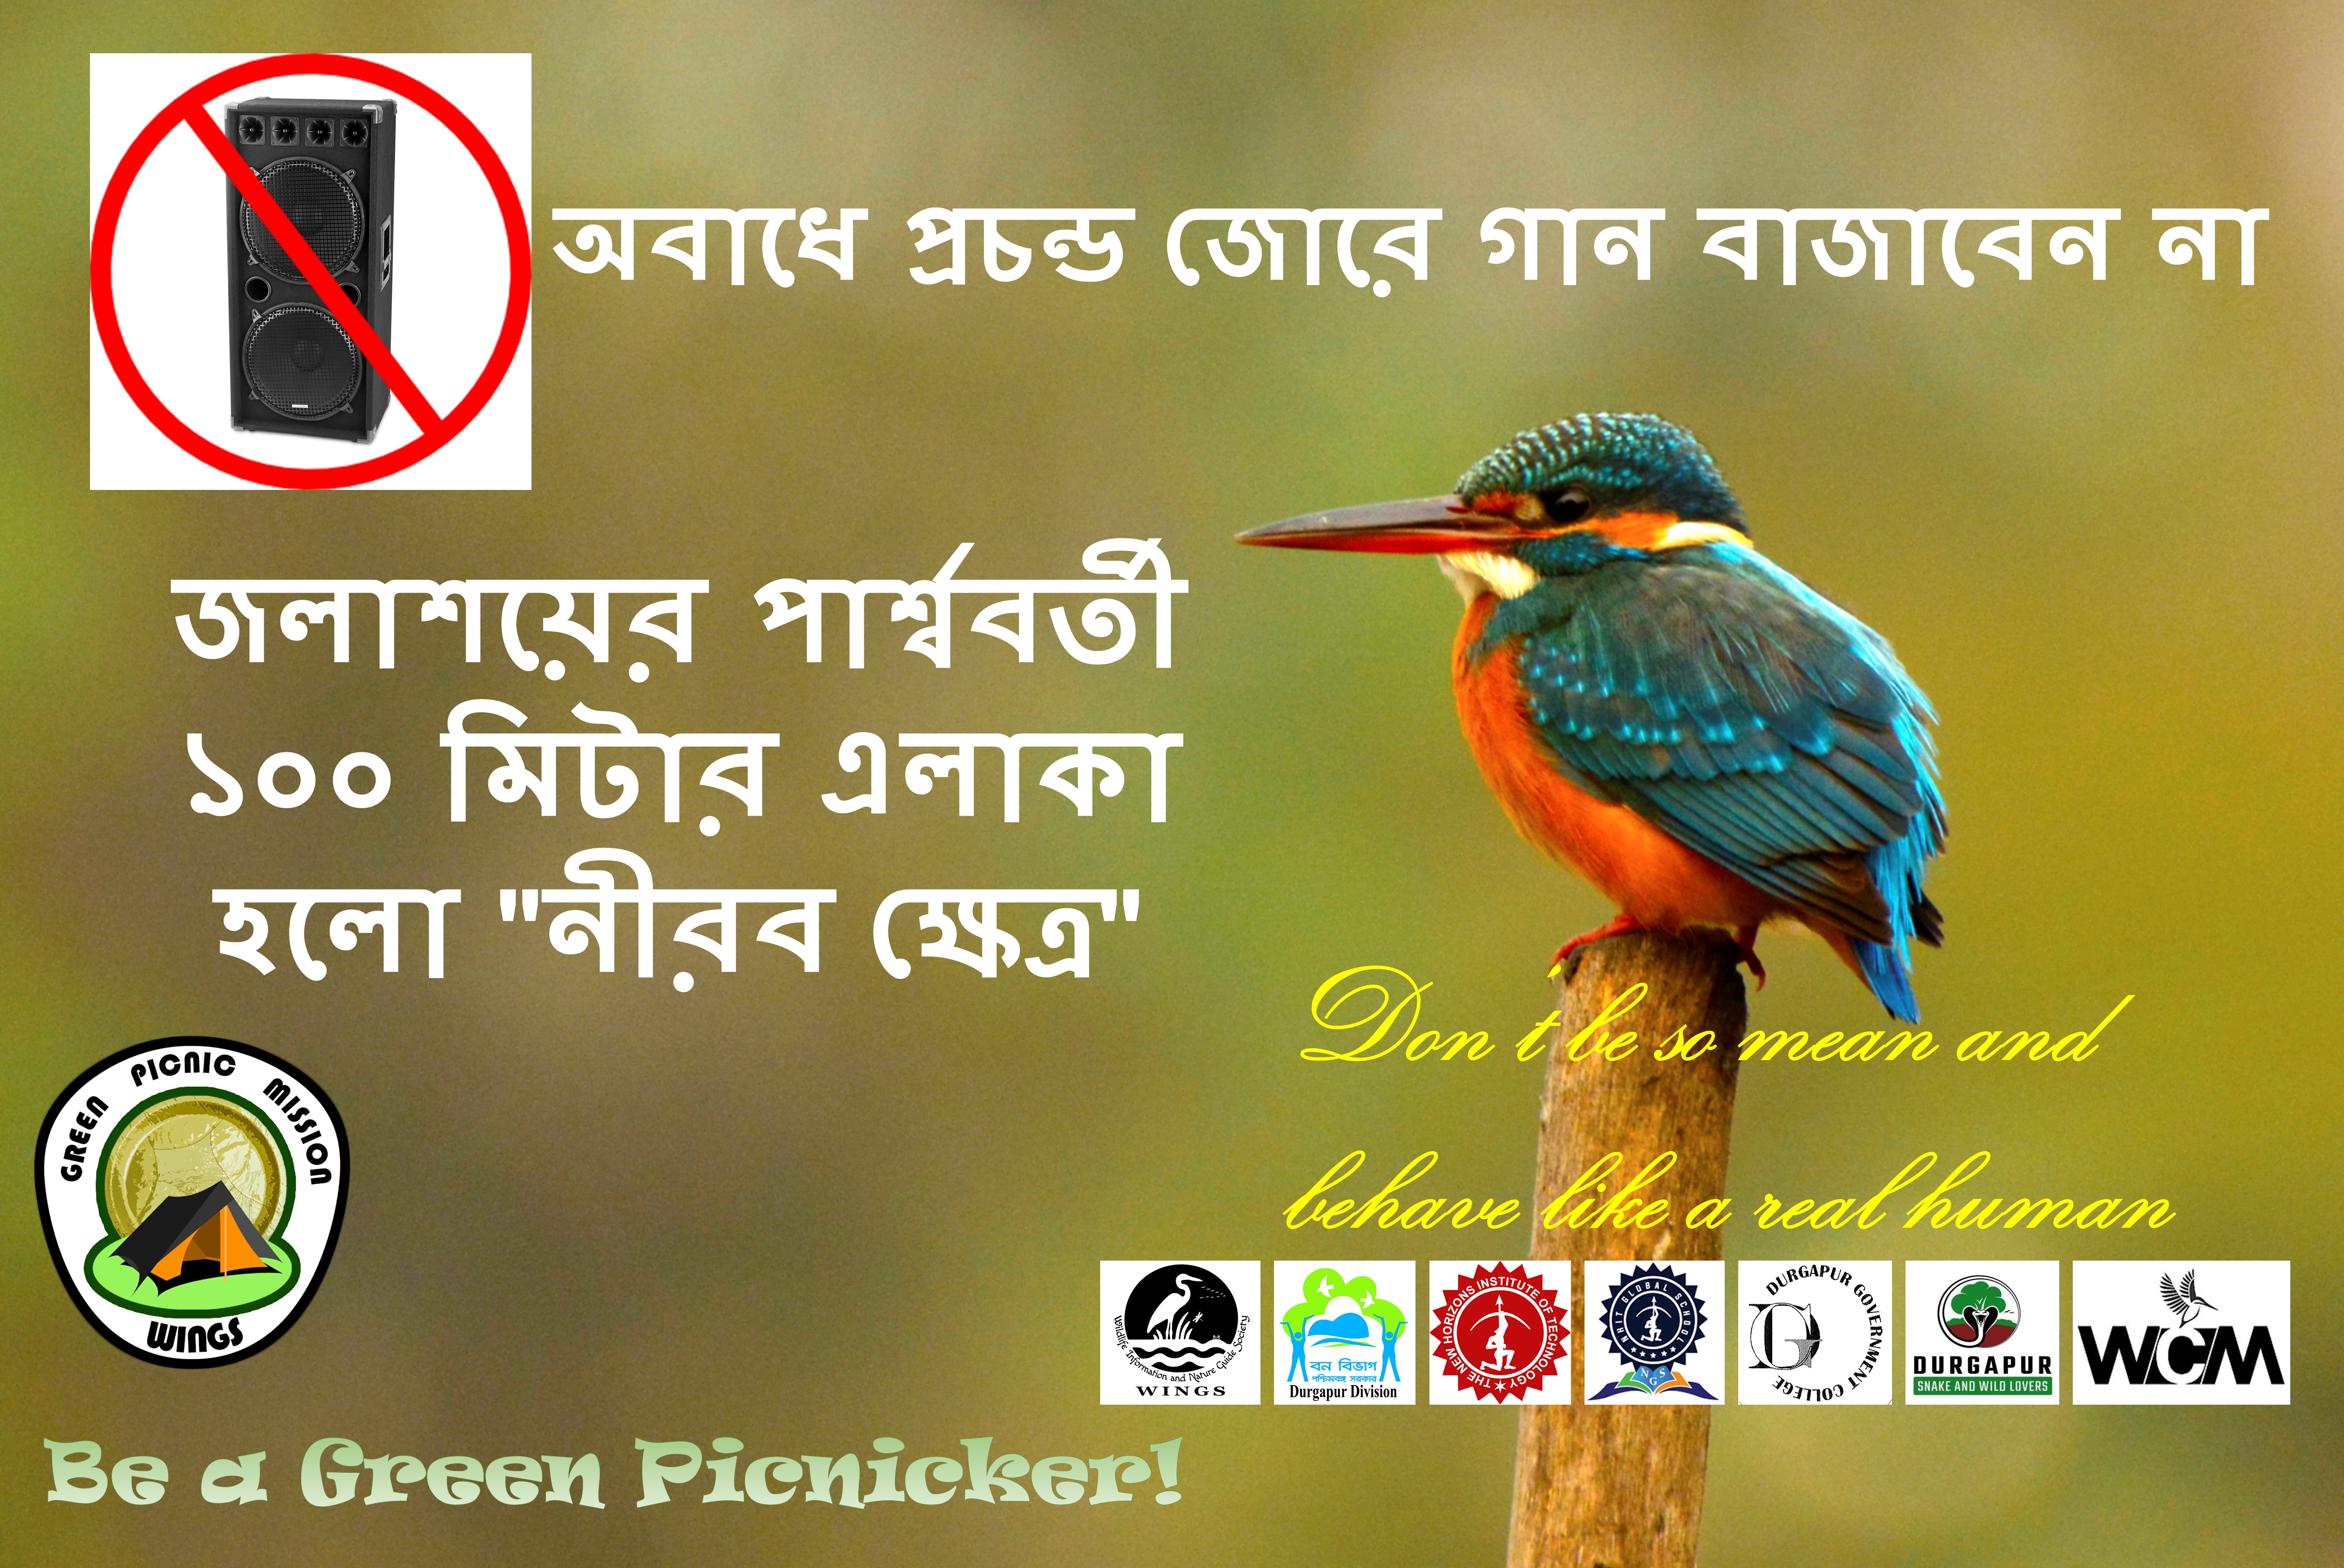 অবাধে প্রচন্ড জোরে গান বাজাবেন না
জলাশয়ের পার্শ্ববর্তী
১০০ মিটার এলাকা
হলো "নীরব ক্ষেত্র"
Don't be so mean and
behave like a real human
GREEN PICNIC MISSION
WINGS
Wildlife Information and Nature Guide Society
WINGS
বন বিভাগ
পশ্চিমবঙ্গ সরকার
Durgapur Division
THE NEW HORIZONS INSTITUTE OF TECHNOLOGY
NHIT GLOBAL SCHOOL
NGS
DURGAPUR GOVERNMENT COLLEGE
DURGAPUR
SNAKE AND WILD LOVERS
WCM
Be a Green Picnicker!